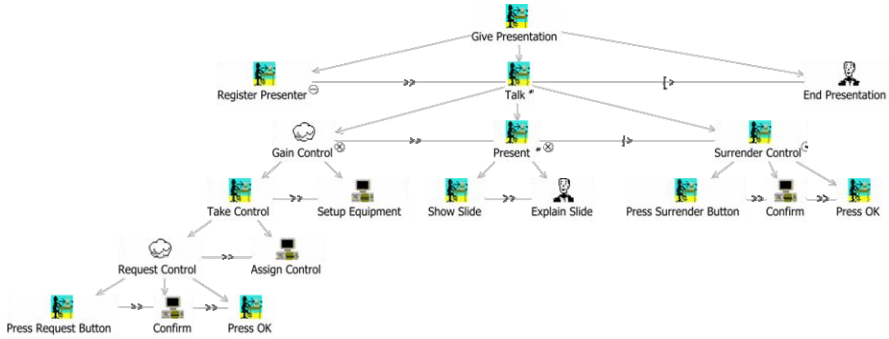 Give Presentation
Register Presenter >> Talk * [> End Presentation
Gain Control >> Present * [> Surrender Control
Take Control >> Setup Equipment Show Slide >> Explain Slide Press Surrender Button >> Confirm >> Press OK
Request Control >> Assign Control
Press Request Button >> Confirm >> Press OK